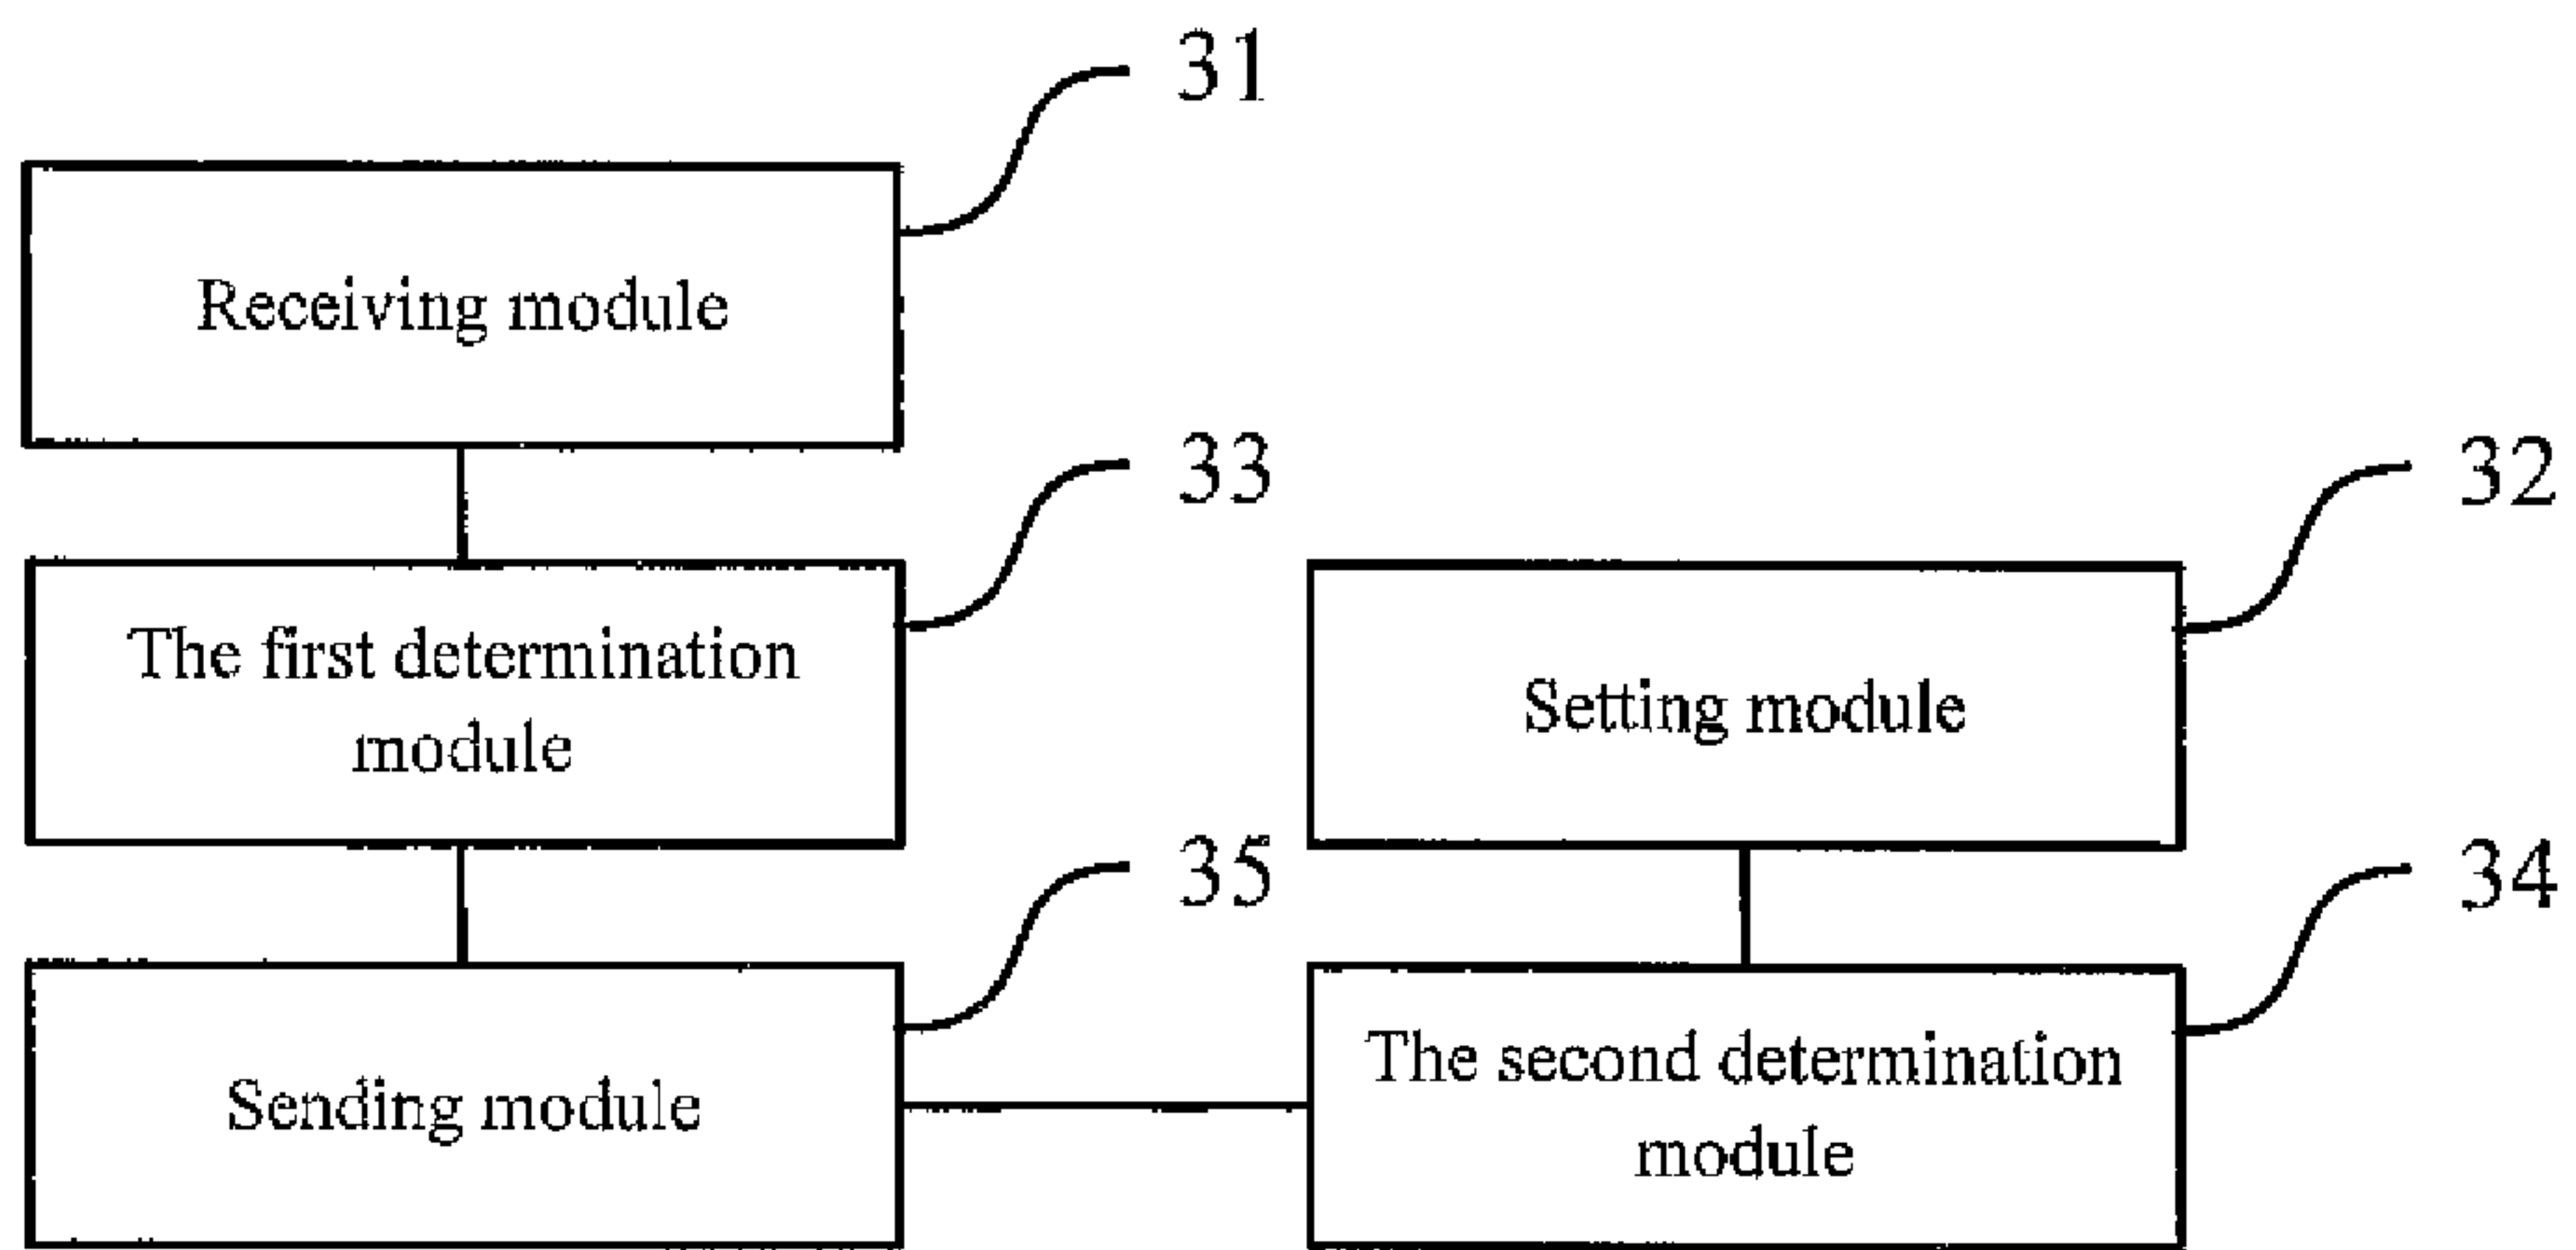 31
Receiving module
33
32
The first determination
module
Setting module
35
34
Sending module
The second determination
module